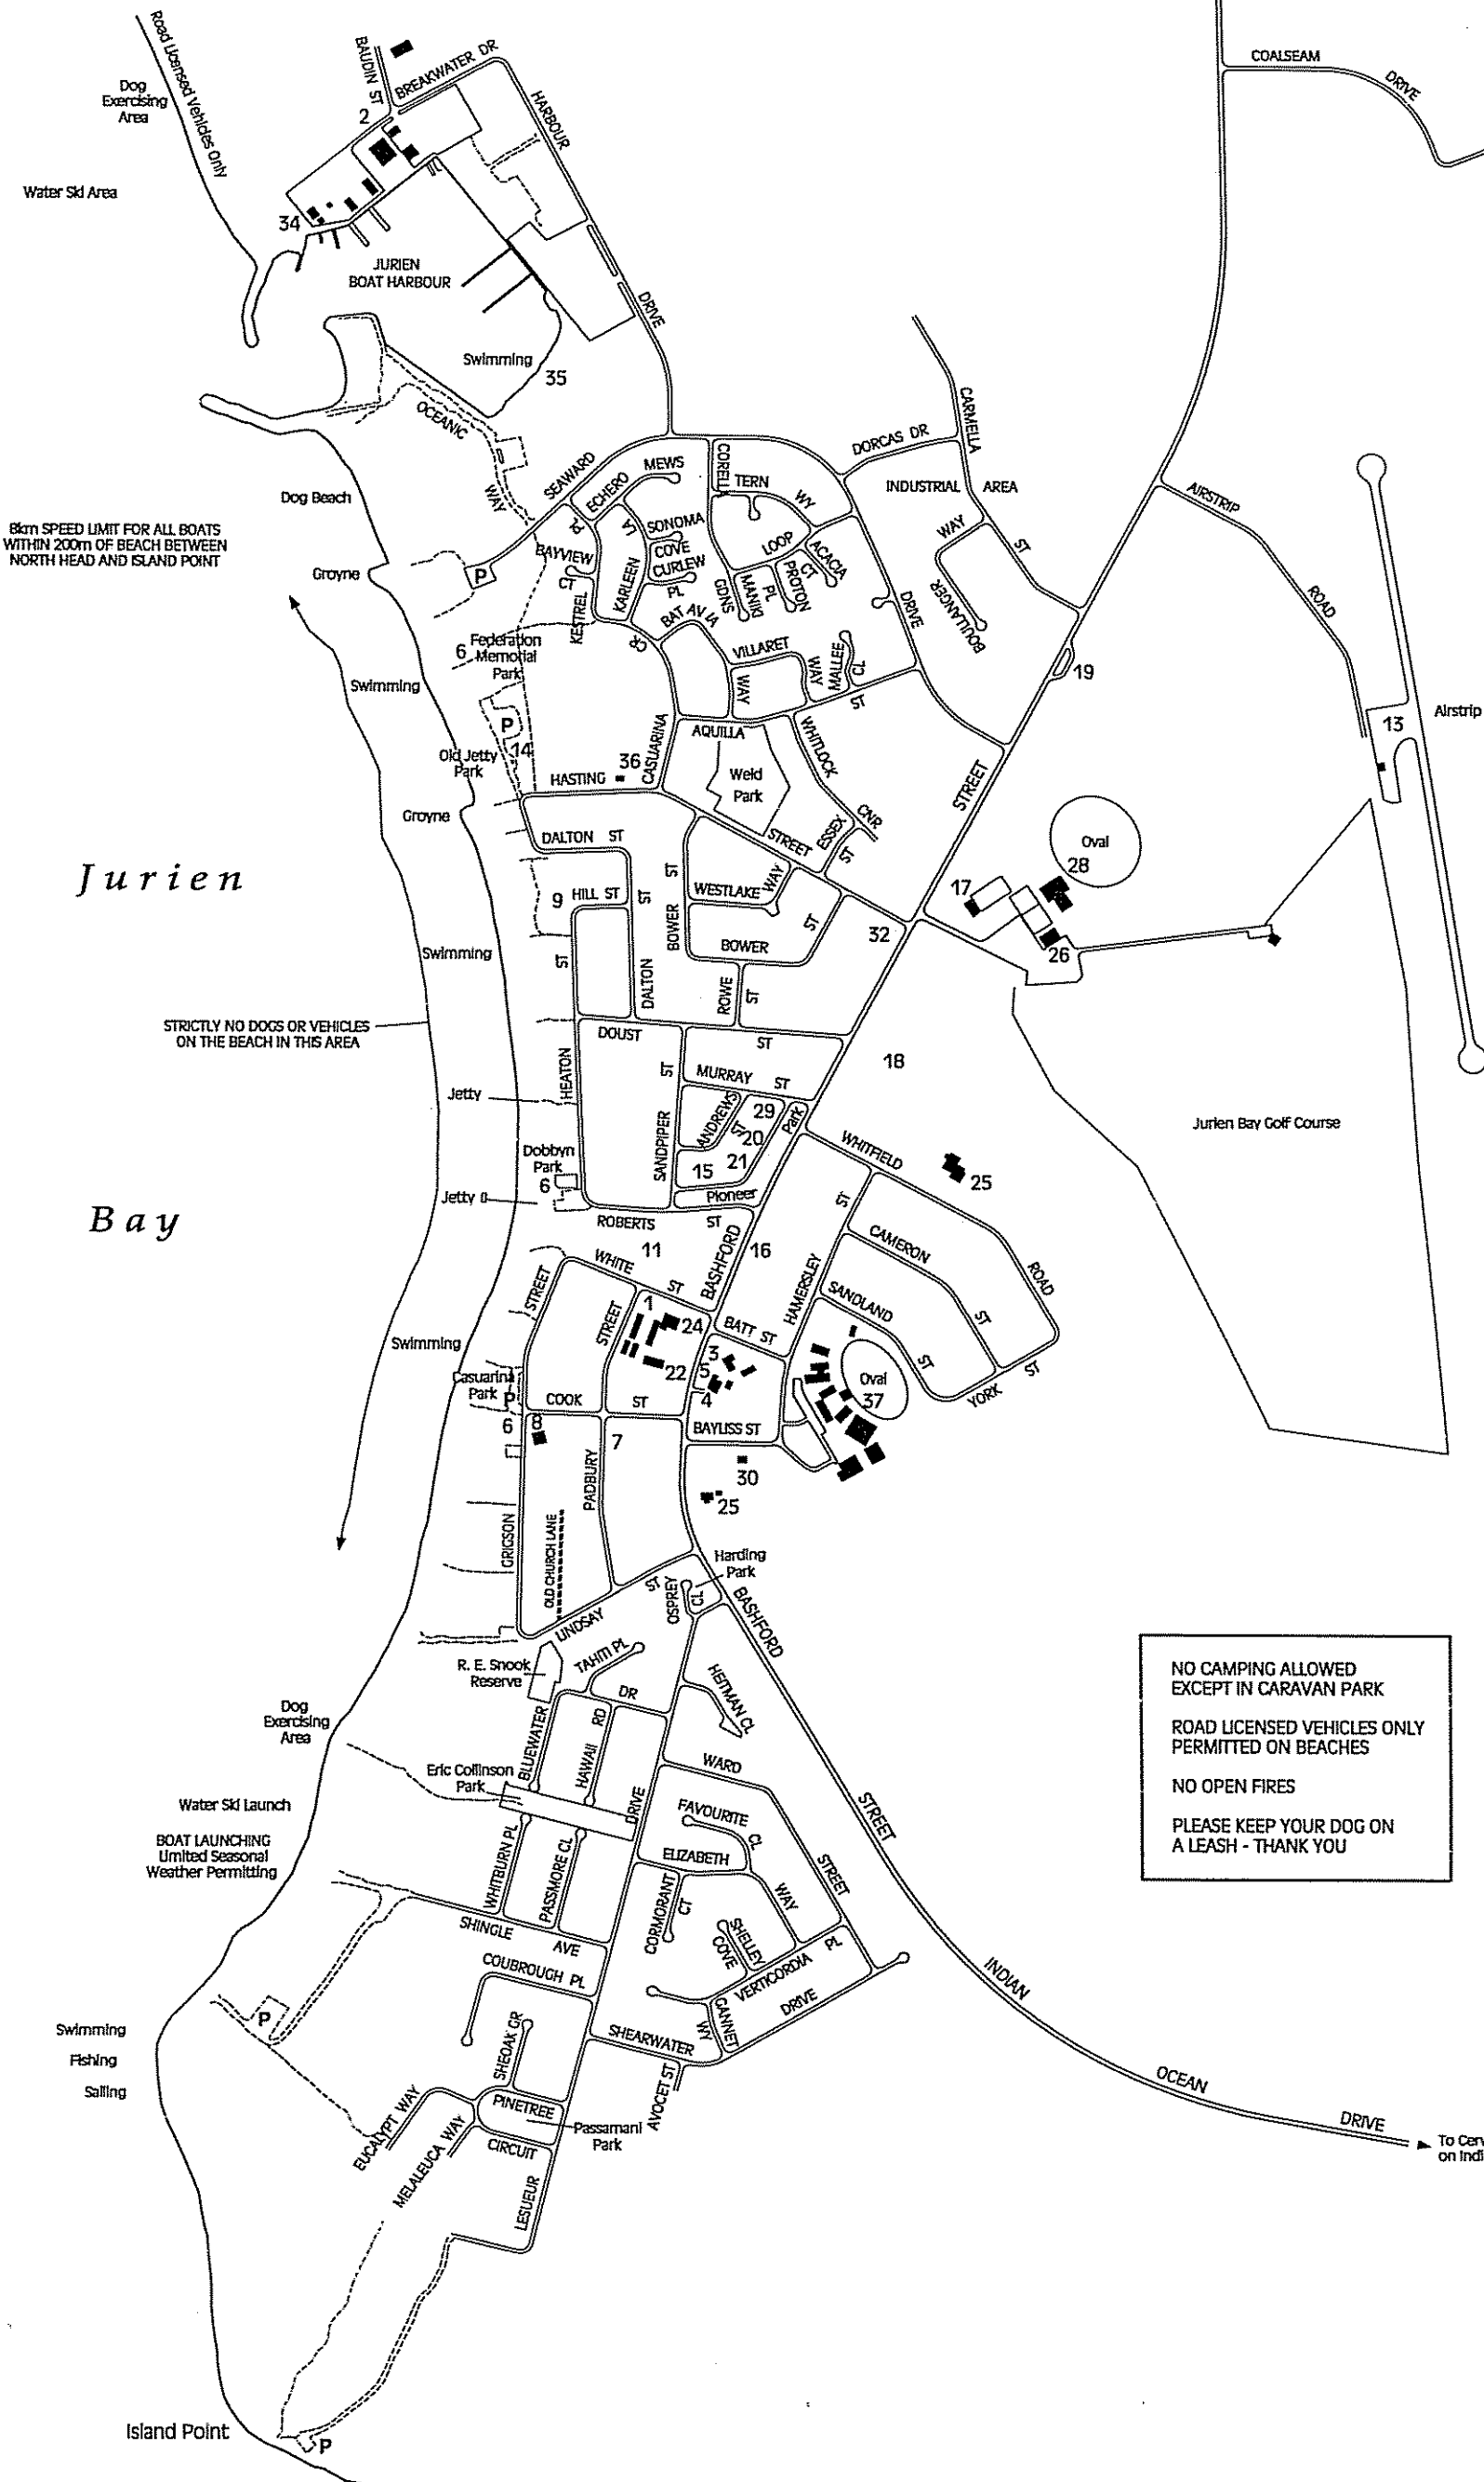 Road Licensed Vehicles Only
BAUDIN ST
BREAKWATER DR
HARBOUR
DRIVE
COALSEAM
DRIVE
Dog
Exercising
Area
2
Water Ski Area
34
JURIEN
BOAT HARBOUR
Swimming
35
OCEANIC
WAY
SEAWARD
ECHERO
MEWS
PL
LA
SONOMA
COVE
CURLEW
PL
BAYVIEW
CT
KARLEEN
KESTREL
CR
BATAVIA
CORELLA
TERN
WY
LOOP
ACACIA
CT
PROTON
PL
MANIKI
GDNS
VILLARET
WAY
WAY
MALLEE
CL
ST
DORCAS DR
CARMELLA
ST
INDUSTRIAL AREA
WAY
BOULLANGER
DRIVE
AIRSTRIP
ROAD
19
13
Airstrip
Dog Beach
8km SPEED LIMIT FOR ALL BOATS
WITHIN 200m OF BEACH BETWEEN
NORTH HEAD AND ISLAND POINT
Groyne
P
6
Federation
Memorial
Park
Swimming
P
14
Old Jetty
Park
Groyne
HASTING
36
CASUARINA
AQUILLA
Weld
Park
WHITLOCK
CNR
STREET
ESSEX
ST
STREET
DALTON ST
9
HILL ST
ST
ST
ST
BOWER
WESTLAKE WAY
BOWER
ST
DALTON
ROWE
ST
32
17
Oval
28
26
Jurien
Swimming
STRICTLY NO DOGS OR VEHICLES
ON THE BEACH IN THIS AREA
DOUST
ST
HEATON
ST
MURRAY ST
18
Jetty
ANDREWS
ST
29
20
21
15
Park
Pioneer
SANDPIPER
WHITFIELD
ROAD
25
Jurien Bay Golf Course
Dobbyn
Park
6
Jetty
Bay
ROBERTS
ST
11
WHITE
ST
BASHFORD
16
ST
HAMERSLEY
CAMERON
ST
SANDLAND
ST
YORK
ST
STREET
STREET
1
24
22
BATT ST
3
5
4
Oval
37
Swimming
Casuarina
Park
P
6
8
COOK
ST
7
BAYLISS ST
30
25
PADBURY
GRIGSON
OLD CHURCH LANE
LINDSAY
ST
Harding
Park
OSPREY
CL
BASHFORD
STREET
R. E. Snook
Reserve
TAHITI PL
DR
HEITMAN CL
BLUEWATER
HAWAII
RD
Dog
Exercising
Area
Eric Collinson
Park
DRIVE
WARD
STREET
FAVOURITE
CL
ELIZABETH
WAY
Water Ski Launch
BOAT LAUNCHING
Limited Seasonal
Weather Permitting
WHITBURN PL
PASSMORE CL
CORMORANT
CT
SHELLEY
COVE
VERTICORDIA PL
SHINGLE
AVE
COUBROUGH PL
GANNET
WY
DRIVE
SHEARWATER
AVOCET ST
P
SHEOAK GR
Swimming
Fishing
Sailing
PINETREE
CIRCUIT
Passamani
Park
EUCALYPT WAY
MELALEUCA WAY
LESUEUR
INDIAN
OCEAN
DRIVE
To Cer
on Indi
NO CAMPING ALLOWED
EXCEPT IN CARAVAN PARK
ROAD LICENSED VEHICLES ONLY
PERMITTED ON BEACHES
NO OPEN FIRES
PLEASE KEEP YOUR DOG ON
A LEASH - THANK YOU
Island Point
P